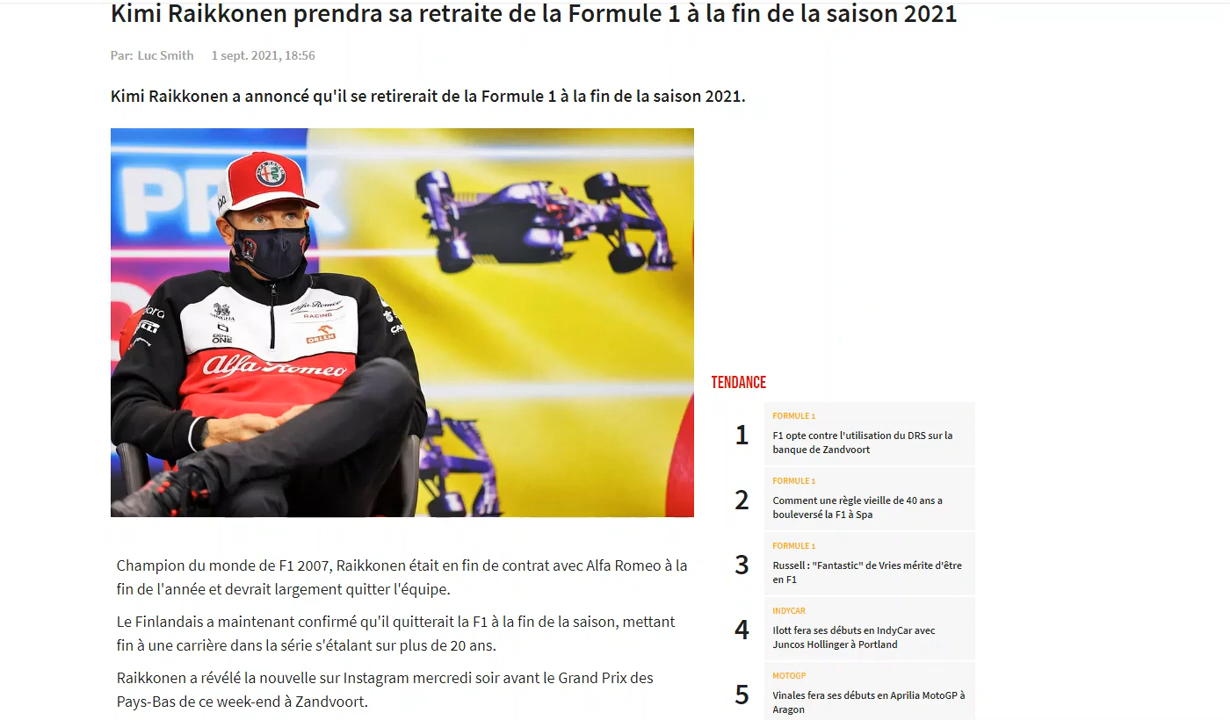 Kimi Raikkonen prendra sa retraite de la Formule 1 à la fin de la saison 2021
Par: Luc Smith 1 sept. 2021, 18:56
Kimi Raikkonen a annoncé qu'il se retirerait de la Formule 1 à la fin de la saison 2021.
Alfa Romeo
RACING
ORLEN
Alfa Romeo
TENDANCE
1
FORMULE 1
F1 opte contre l'utilisation du DRS sur la
banque de Zandvoort
2
FORMULE 1
Comment une règle vieille de 40 ans a
bouleversé la F1 à Spa
3
FORMULE 1
Russell : "Fantastic" de Vries mérite d'être
en F1
4
INDYCAR
Ilott fera ses débuts en IndyCar avec
Juncos Hollinger à Portland
5
MOTOGP
Vinales fera ses débuts en Aprilia MotoGP à
Aragon
Champion du monde de F1 2007, Raikkonen était en fin de contrat avec Alfa Romeo à la
fin de l'année et devrait largement quitter l'équipe.
Le Finlandais a maintenant confirmé qu'il quitterait la F1 à la fin de la saison, mettant
fin à une carrière dans la série s'étalant sur plus de 20 ans.
Raikkonen a révélé la nouvelle sur Instagram mercredi soir avant le Grand Prix des
Pays-Bas de ce week-end à Zandvoort.